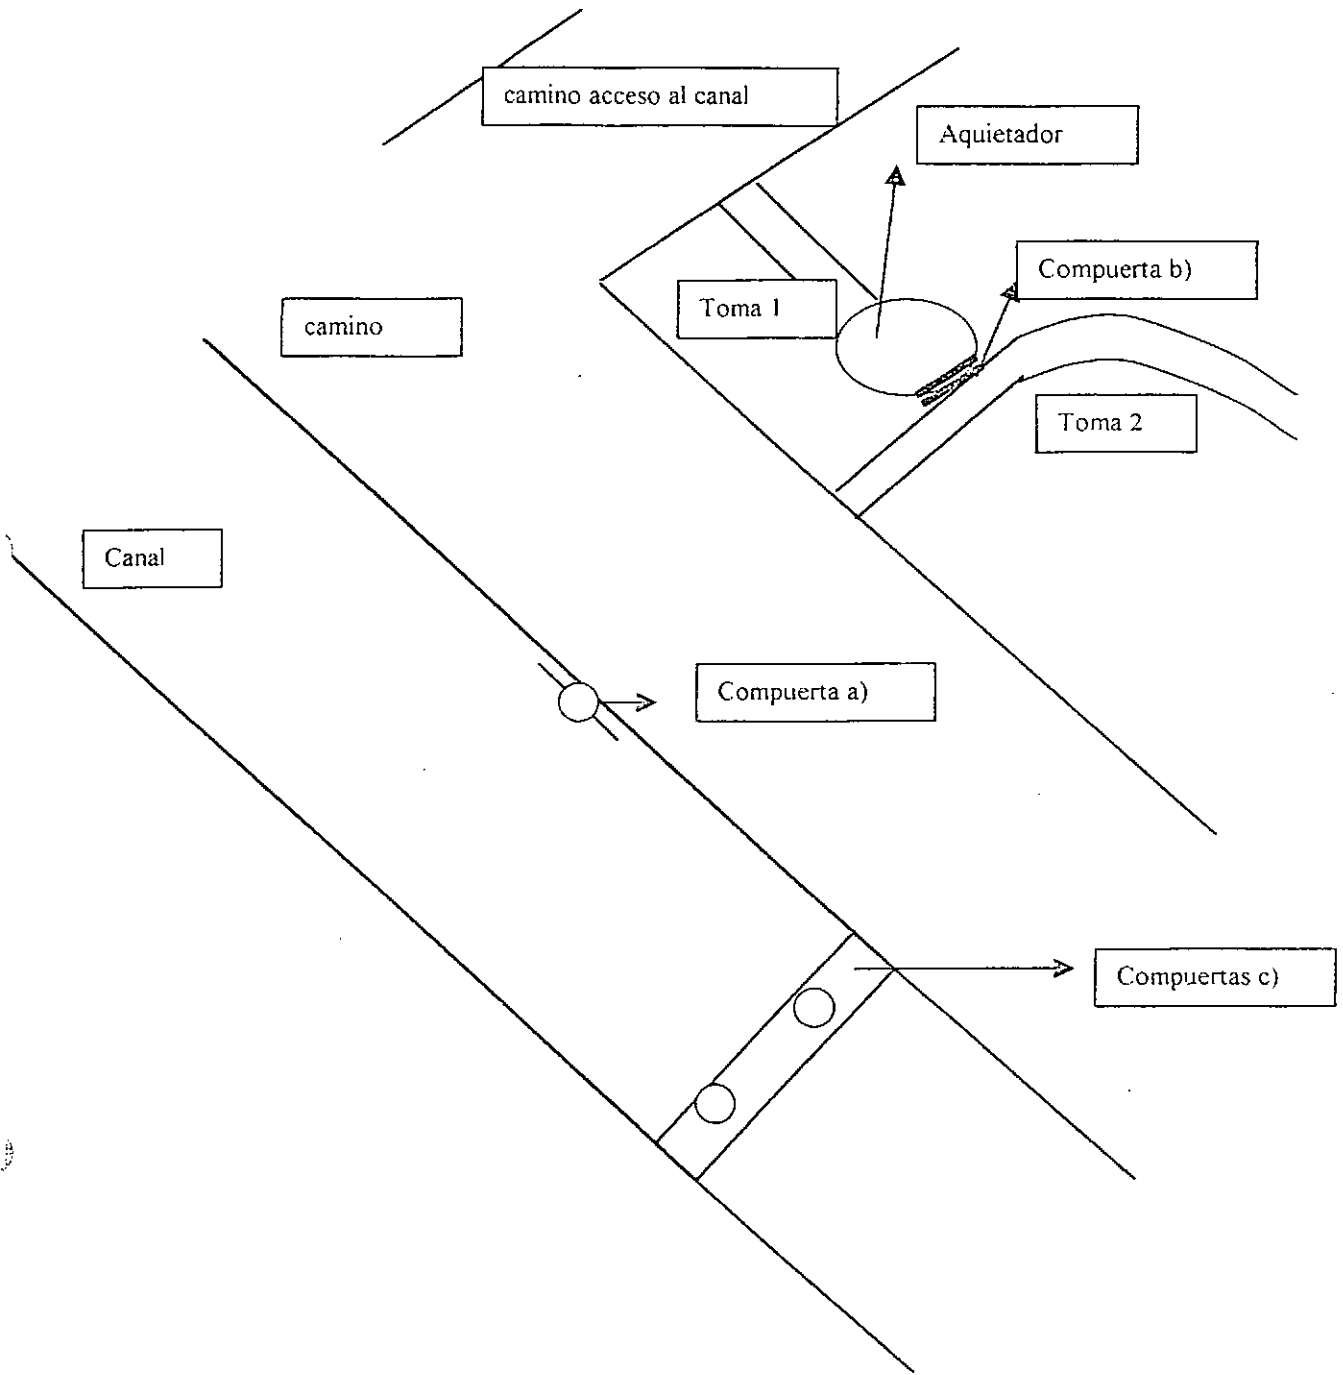 camino acceso al canal
Aquietador
Compuerta b)
Toma 1
camino
Toma 2
Canal
Compuerta a)
Compuertas c)